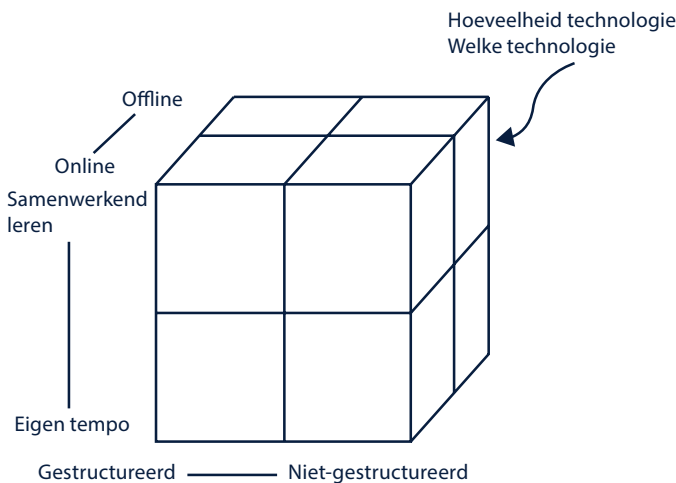 Hoeveelheid technologie
Welke technologie
Offline
Online
Samenwerkend
leren
Eigen tempo
Gestructureerd
Niet-gestructureerd